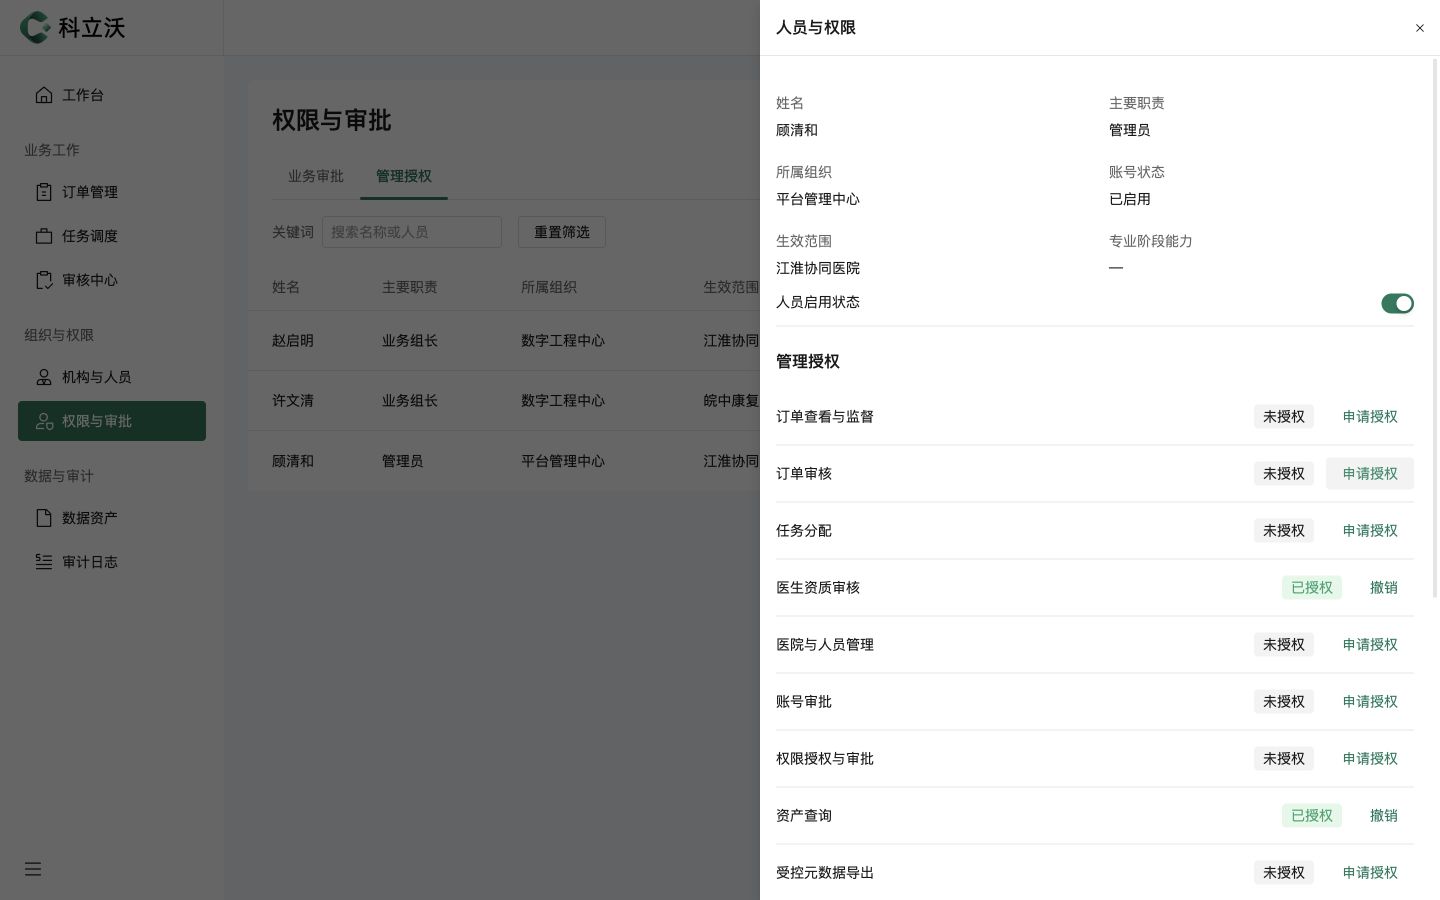 科立沃
工作台
业务工作
订单管理
任务调度
审核中心
组织与权限
机构与人员
权限与审批
数据与审计
数据资产
审计日志
权限与审批
业务审批 管理授权
关键词 搜索名称或人员 重置筛选
姓名 主要职责 所属组织 生效范围
赵启明 业务组长 数字工程中心 江淮协同
许文清 业务组长 数字工程中心 皖中康复
顾清和 管理员 平台管理中心 江淮协同
人员与权限
姓名 主要职责
顾清和 管理员
所属组织 账号状态
平台管理中心 已启用
生效范围 专业阶段能力
江淮协同医院 —
人员启用状态
管理授权
订单查看与监督 未授权 申请授权
订单审核 未授权 申请授权
任务分配 未授权 申请授权
医生资质审核 已授权 撤销
医院与人员管理 未授权 申请授权
账号审批 未授权 申请授权
权限授权与审批 未授权 申请授权
资产查询 已授权 撤销
受控元数据导出 未授权 申请授权